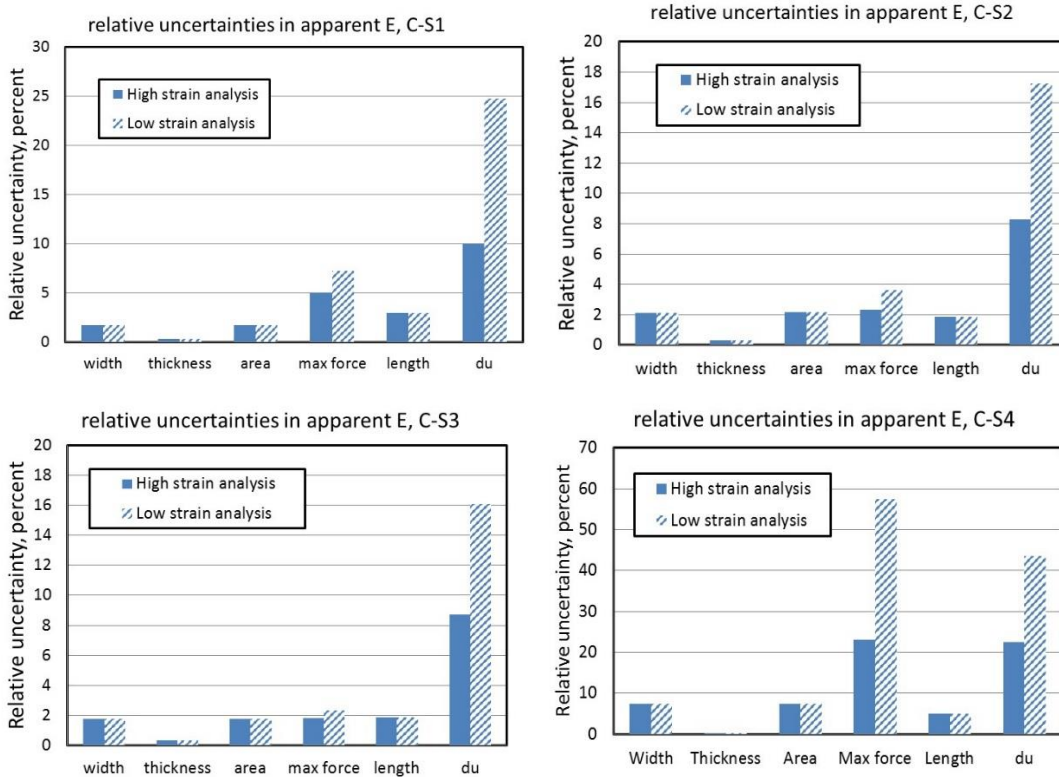 relative uncertainties in apparent E, C-S1
Relative uncertainty, percent
30
25
20
15
10
5
0
High strain analysis
Low strain analysis
width thickness area max force length du
relative uncertainties in apparent E, C-S2
Relative uncertainty, percent
20
18
16
14
12
10
8
6
4
2
0
High strain analysis
Low strain analysis
width thickness area max force length du
relative uncertainties in apparent E, C-S3
Relative uncertainty, percent
20
18
16
14
12
10
8
6
4
2
0
High strain analysis
Low strain analysis
width thickness area max force length du
relative uncertainties in apparent E, C-S4
Relative uncertainty, percent
70
60
50
40
30
20
10
0
High strain analysis
Low strain analysis
Width Thickness Area Max force Length du